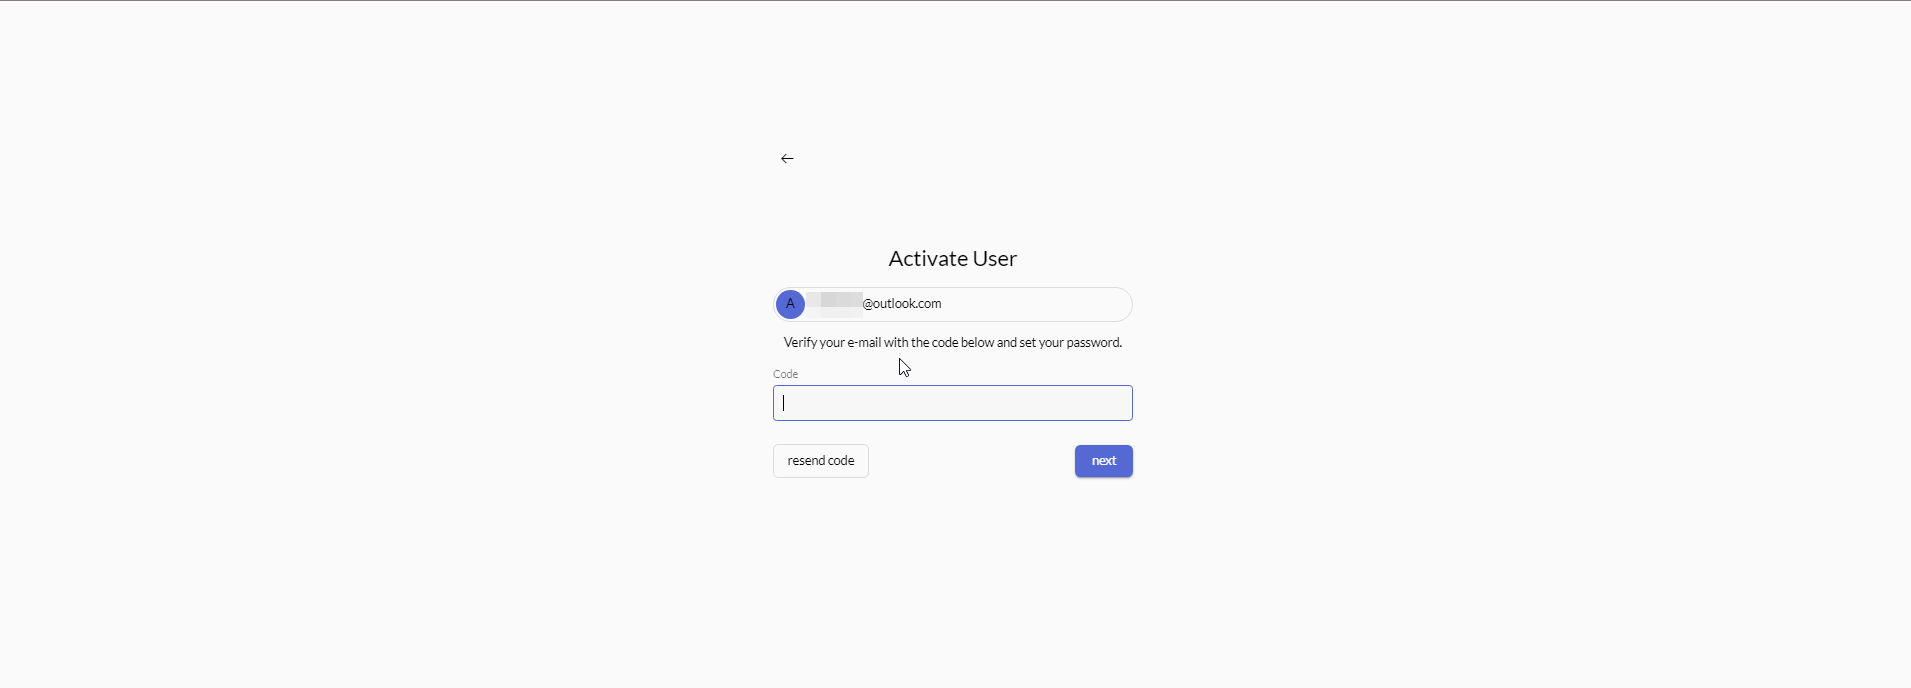 Activate User
A @outlook.com
Verify your e-mail with the code below and set your password.
Code
resend code next